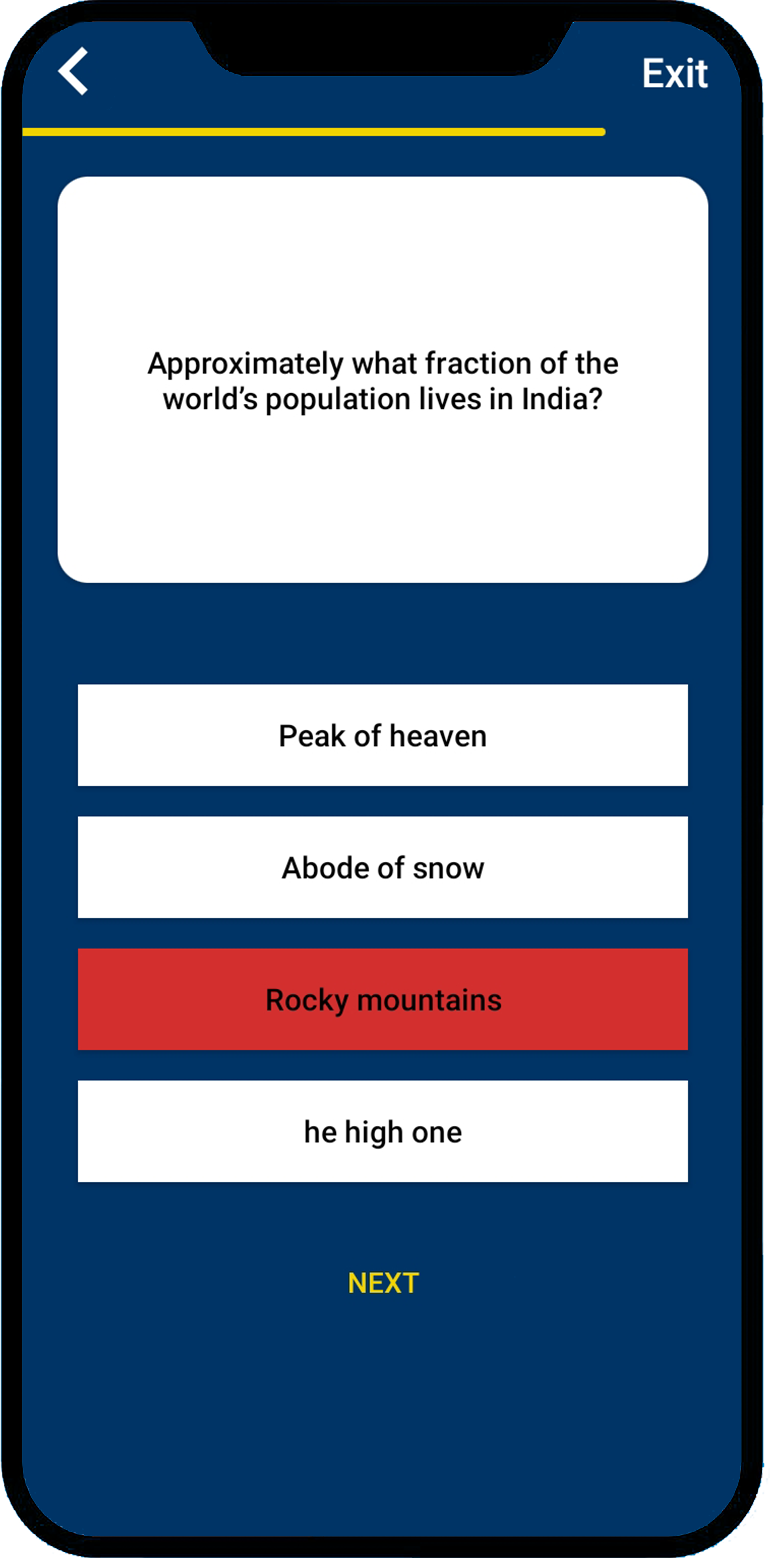 Exit
Approximately what fraction of the
world’s population lives in India?
Peak of heaven
Abode of snow
Rocky mountains
he high one
NEXT